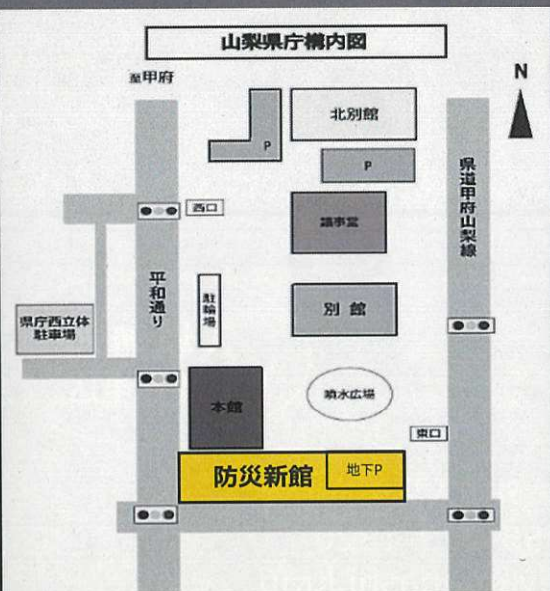 山梨県庁構内図
至甲府
N
北別館
P
P
県道甲府山梨線
西口
議事堂
平和通り
駐輪場
別館
県庁西立体
駐車場
本館
噴水広場
東口
防災新館
地下P